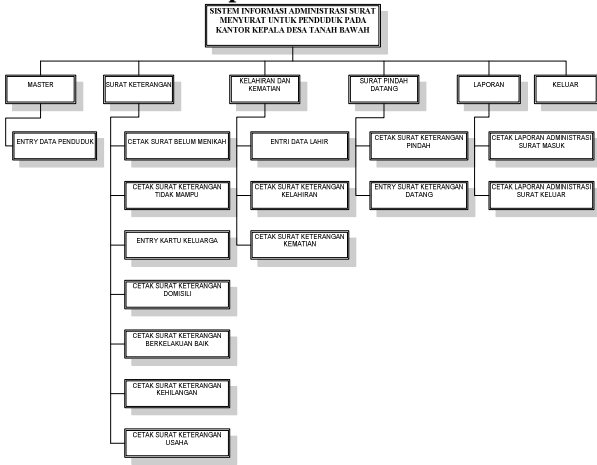 SISTEM INFORMASI ADMINISTRASI SURAT
MENYURAT UNTUK PENDUDUK PADA
KANTOR KEPALA DESA TANAH BAWAH
MASTER
SURAT KETERANGAN
KELAHIRAN DAN
KEMATIAN
SURAT PINDAH
DATANG
LAPORAN
KELUAR
ENTRY DATA PENDUDUK
CETAK SURAT BELUM MENIKAH
ENTRI DATA LAHIR
CETAK SURAT KETERANGAN
PINDAH
CETAK LAPORAN ADMINISTRASI
SURAT MASUK
CETAK SURAT KETERANGAN
TIDAK MAMPU
CETAK SURAT KETERANGAN
KELAHIRAN
ENTRY SURAT KETERANGAN
DATANG
CETAK LAPORAN ADMINISTRASI
SURAT KELUAR
ENTRY KARTU KELUARGA
CETAK SURAT KETERANGAN
KEMATIAN
CETAK SURAT KETERANGAN
DOMISILI
CETAK SURAT KETERANGAN
BERKELAKUAN BAIK
CETAK SURAT KETERANGAN
KEHILANGAN
CETAK SURAT KETERANGAN
USAHA